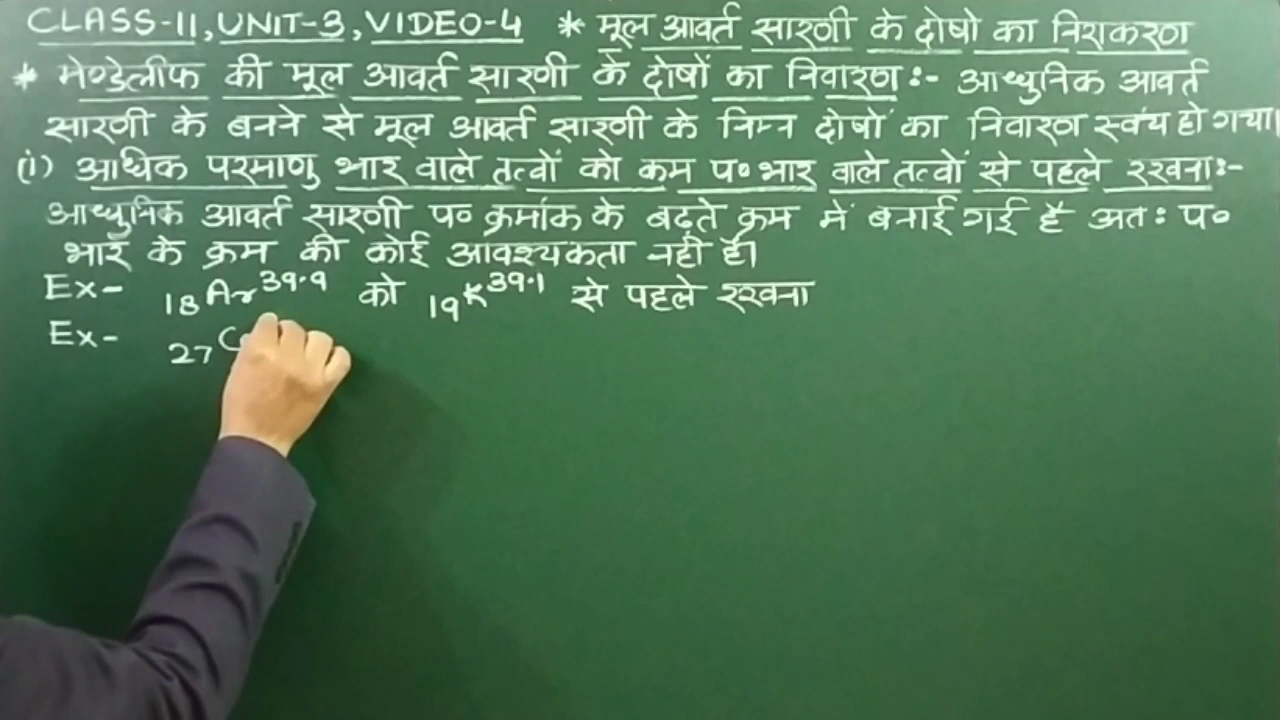 CLASS-11, UNIT-3, VIDEO-4 * मूल आवर्त सारणी के दोषो का निराकरण
* मेण्डेलीफ की मूल आवर्त सारणी के दोषों का निवारण :- आधुनिक आवर्त
सारणी के बनने से मूल आवर्त सारणी के निम्न दोषों का निवारण स्वयं हो गया।
(i) अधिक परमाणु भार वाले तत्वों को कम प० भार वाले तत्वों से पहले रखना :-
आधुनिक आवर्त सारणी प० क्रमांक के बढ़ते क्रम में बनाई गई है अतः प०
भार के क्रम की कोई आवश्यकता नहीं है।
Ex- ₁₈Ar³⁹·⁹ को ₁₉K³⁹·¹ से पहले रखना
Ex- ₂₇C